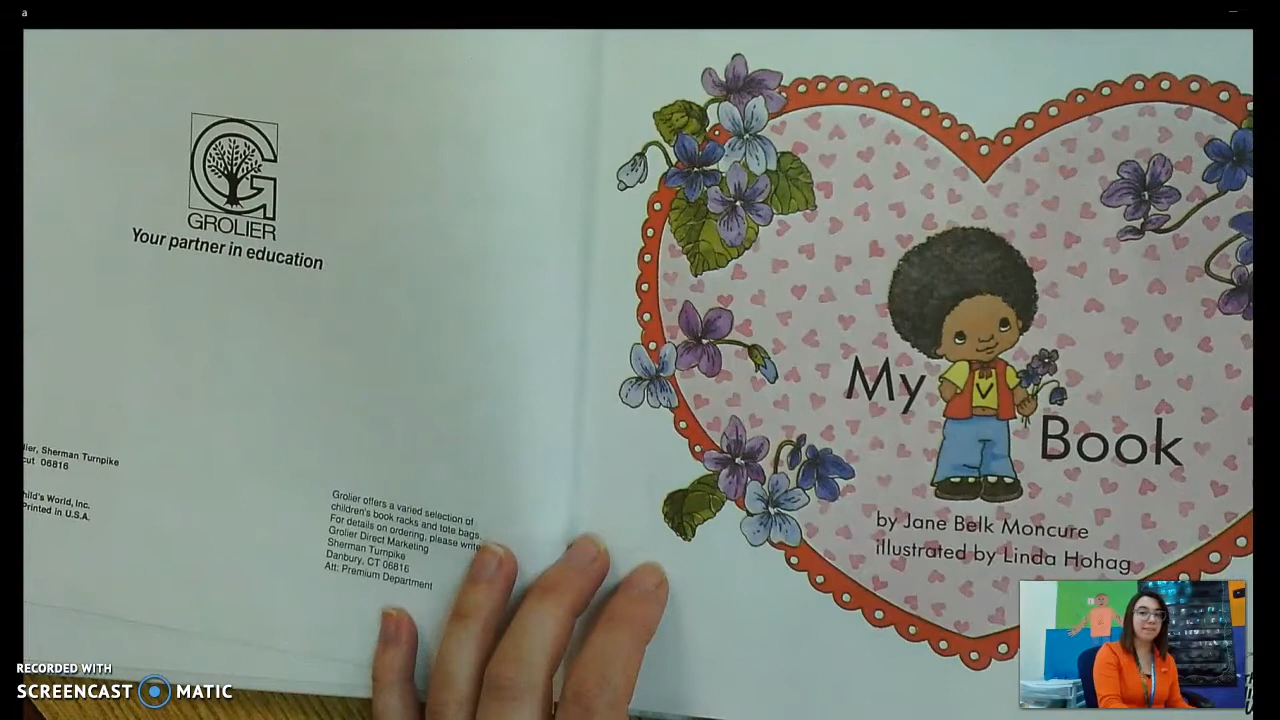 a
GROLIER
Your partner in education
lier, Sherman Turnpike
cut 06816
hild's World, Inc.
Printed in U.S.A.
Grolier offers a varied selection of
children's book racks and tote bags.
For details on ordering, please write
Grolier Direct Marketing
Sherman Turnpike
Danbury, CT 06816
Att: Premium Department
My
V
Book
by Jane Belk Moncure
illustrated by Linda Hohag
RECORDED WITH
SCREENCAST MATIC